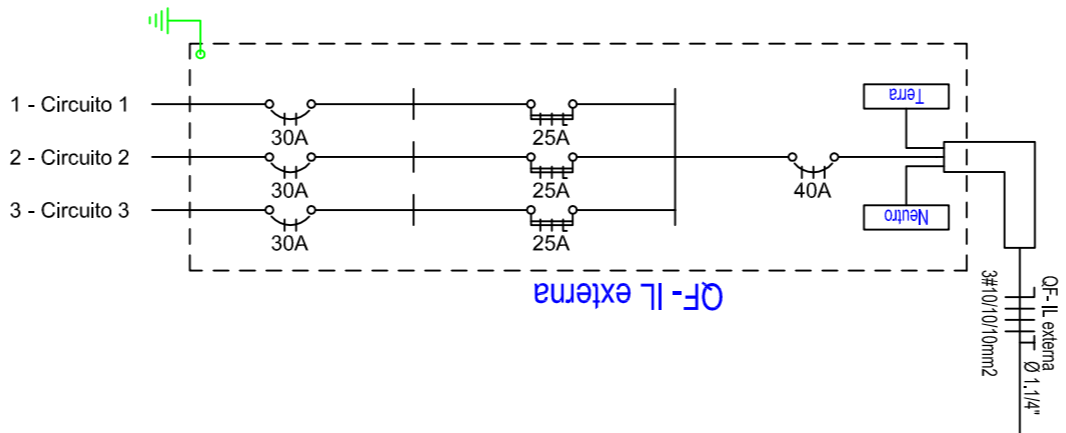 1 - Circuito 1
30A
25A
2 - Circuito 2
30A
25A
40A
3 - Circuito 3
30A
25A
Terra
Neutro
QF- IL externa
QF- IL externa
Ø 1.1/4"
3#10/10/10mm2